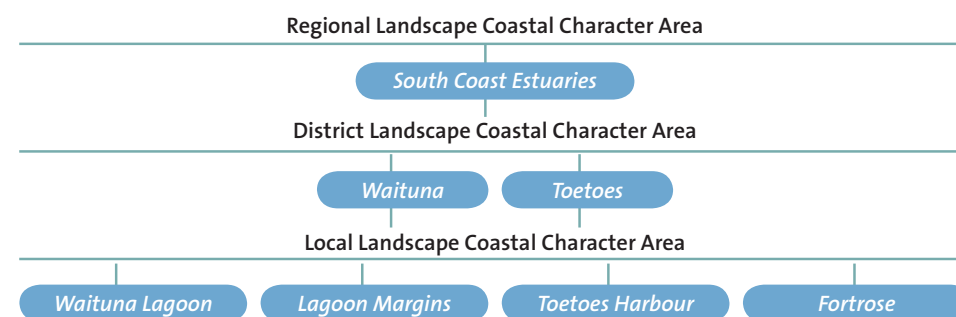 Regional Landscape Coastal Character Area
South Coast Estuaries
District Landscape Coastal Character Area
Waituna Toetoes
Local Landscape Coastal Character Area
Waituna Lagoon Lagoon Margins Toetoes Harbour Fortrose